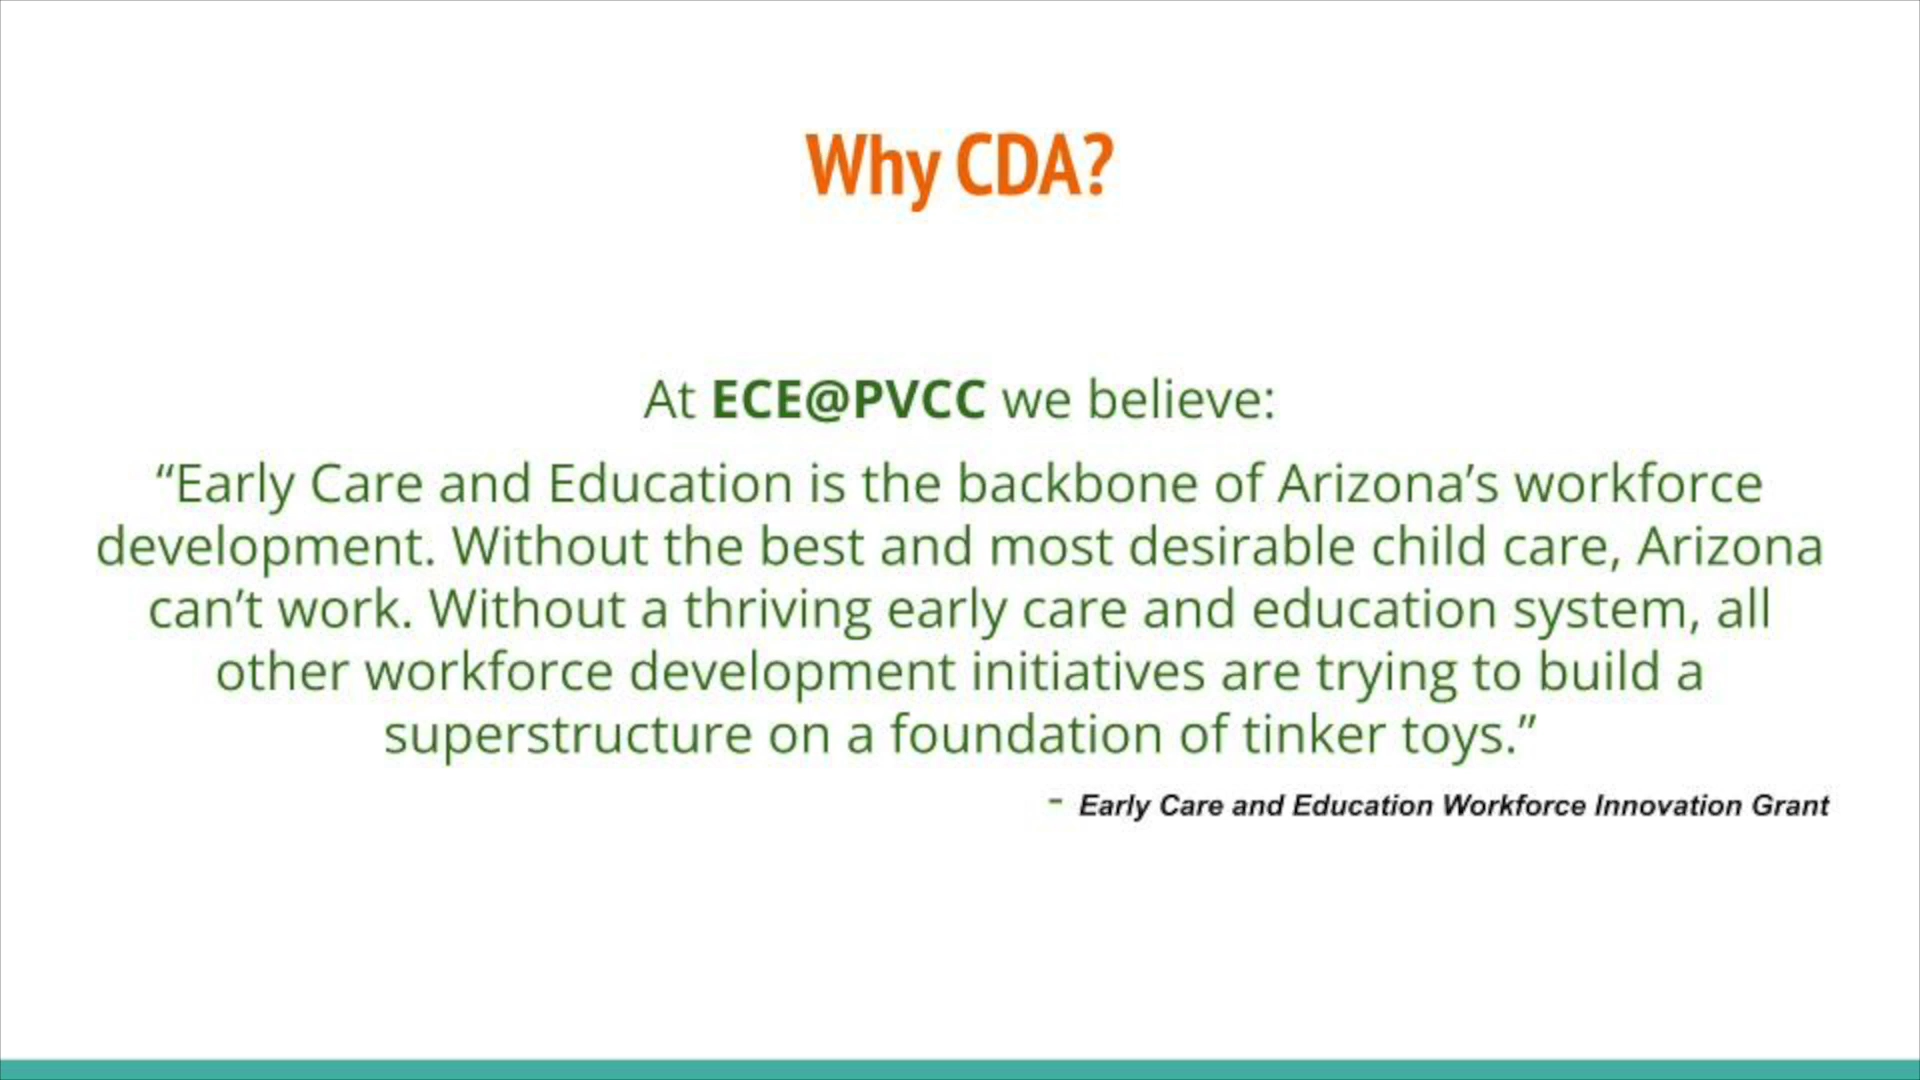 Why CDA?
At ECE@PVCC we believe:
“Early Care and Education is the backbone of Arizona’s workforce
development. Without the best and most desirable child care, Arizona
can’t work. Without a thriving early care and education system, all
other workforce development initiatives are trying to build a
superstructure on a foundation of tinker toys.”
- Early Care and Education Workforce Innovation Grant